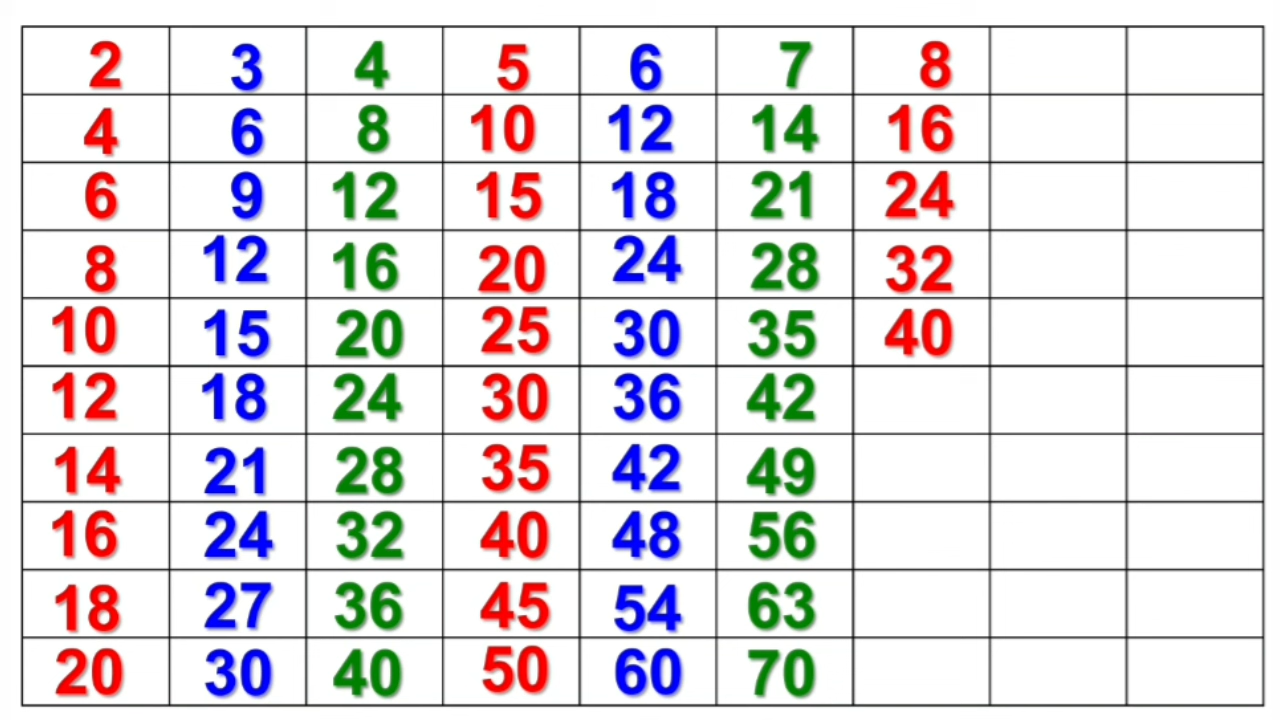 2 3 4 5 6 7 8
4 6 8 10 12 14 16
6 9 12 15 18 21 24
8 12 16 20 24 28 32
10 15 20 25 30 35 40
12 18 24 30 36 42
14 21 28 35 42 49
16 24 32 40 48 56
18 27 36 45 54 63
20 30 40 50 60 70